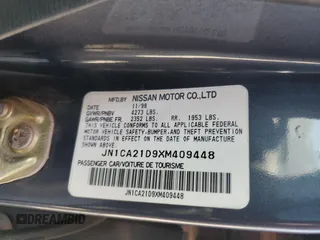 MFD.BY NISSAN MOTOR CO.,LTD
DATE 11/98
GVWR/PNBV 4273 LBS.
GAWR/PNBE FR 2352 LBS. RR. 1953 LBS.
THIS VEHICLE CONFORMS TO ALL APPLICABLE FEDERAL
MOTOR VEHICLE SAFETY,BUMPER,AND THEFT PREVENTION
STANDARDS IN EFFECT ON THE DATE OF MANUFACTURE
SHOWN ABOVE.
JN1CA21D9XM409448
PASSENGER CAR/VOITURE DE TOURISME
JN1CA21D9XM409448
DREAMBID